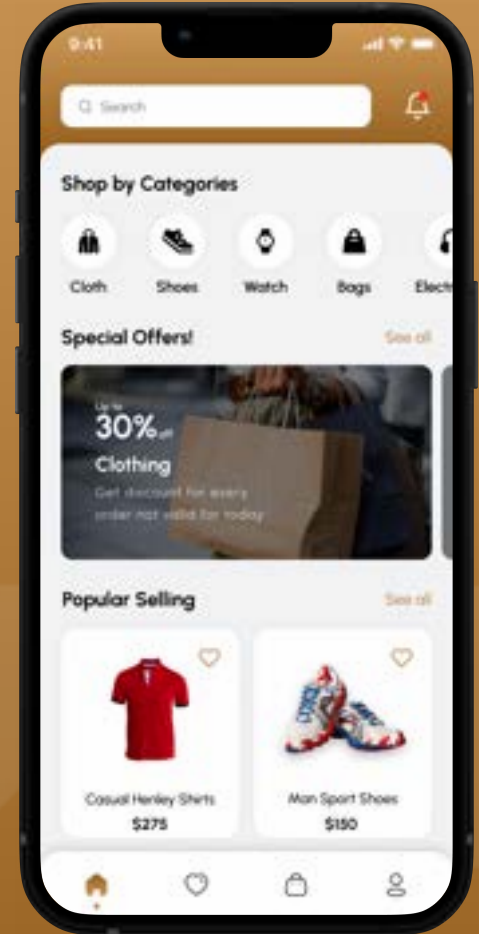 9:41
Search
Shop by Categories
Cloth Shoes Watch Bags Elect
Special Offers! See all
Up to
30% off
Clothing
Get discount for every
order not valid for today
Popular Selling See all
Casual Henley Shirts Man Sport Shoes
$275 $150